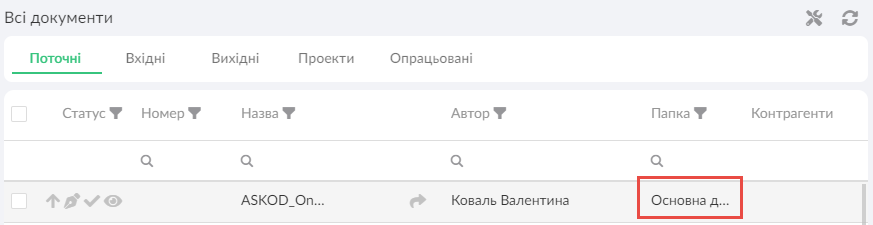 Всі документи
Поточні Вхідні Вихідні Проекти Опрацьовані
Статус Номер Назва Автор Папка Контрагенти
ASKOD_On... Коваль Валентина Основна д...